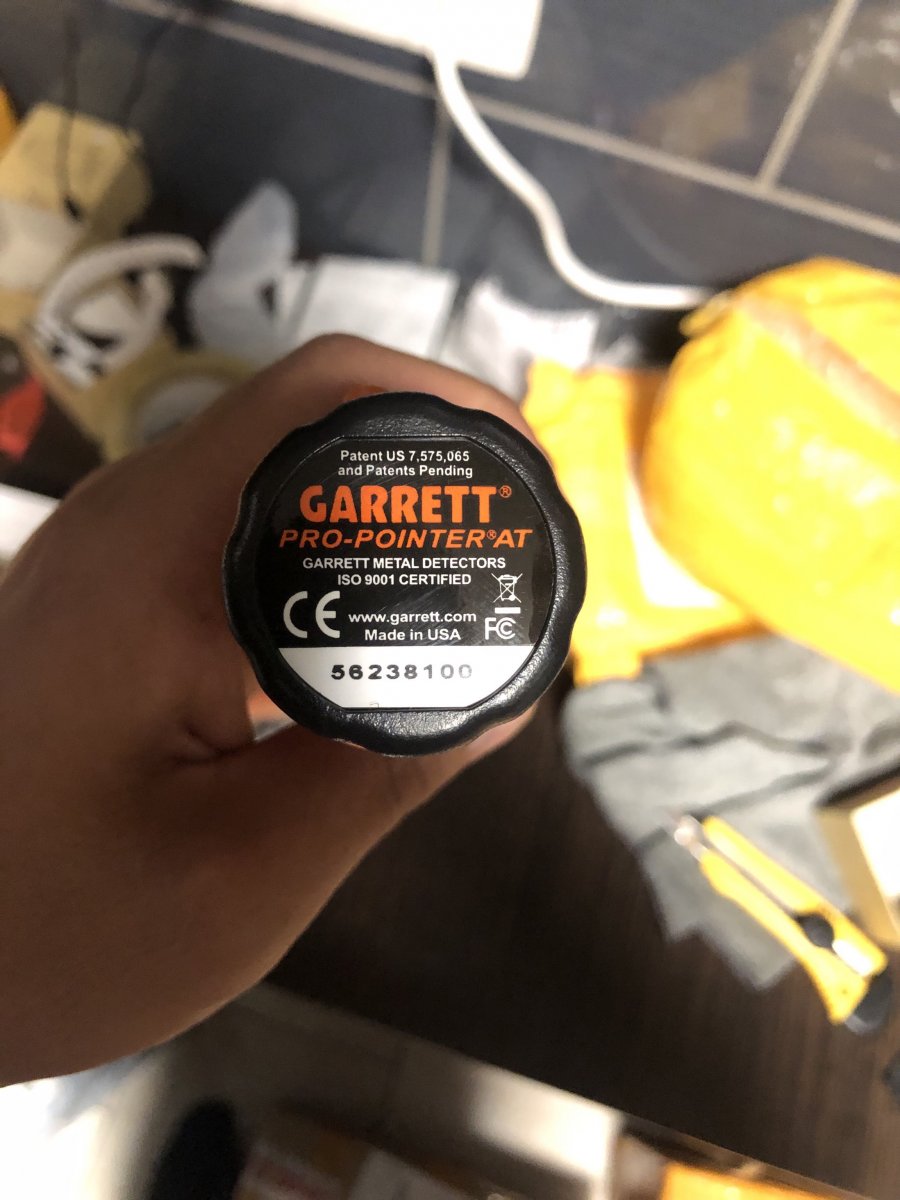 Patent US 7,575,065
and Patents Pending
GARRETT®
PRO-POINTER®AT
GARRETT METAL DETECTORS
ISO 9001 CERTIFIED
CE www.garrett.com FC
Made in USA
56238100